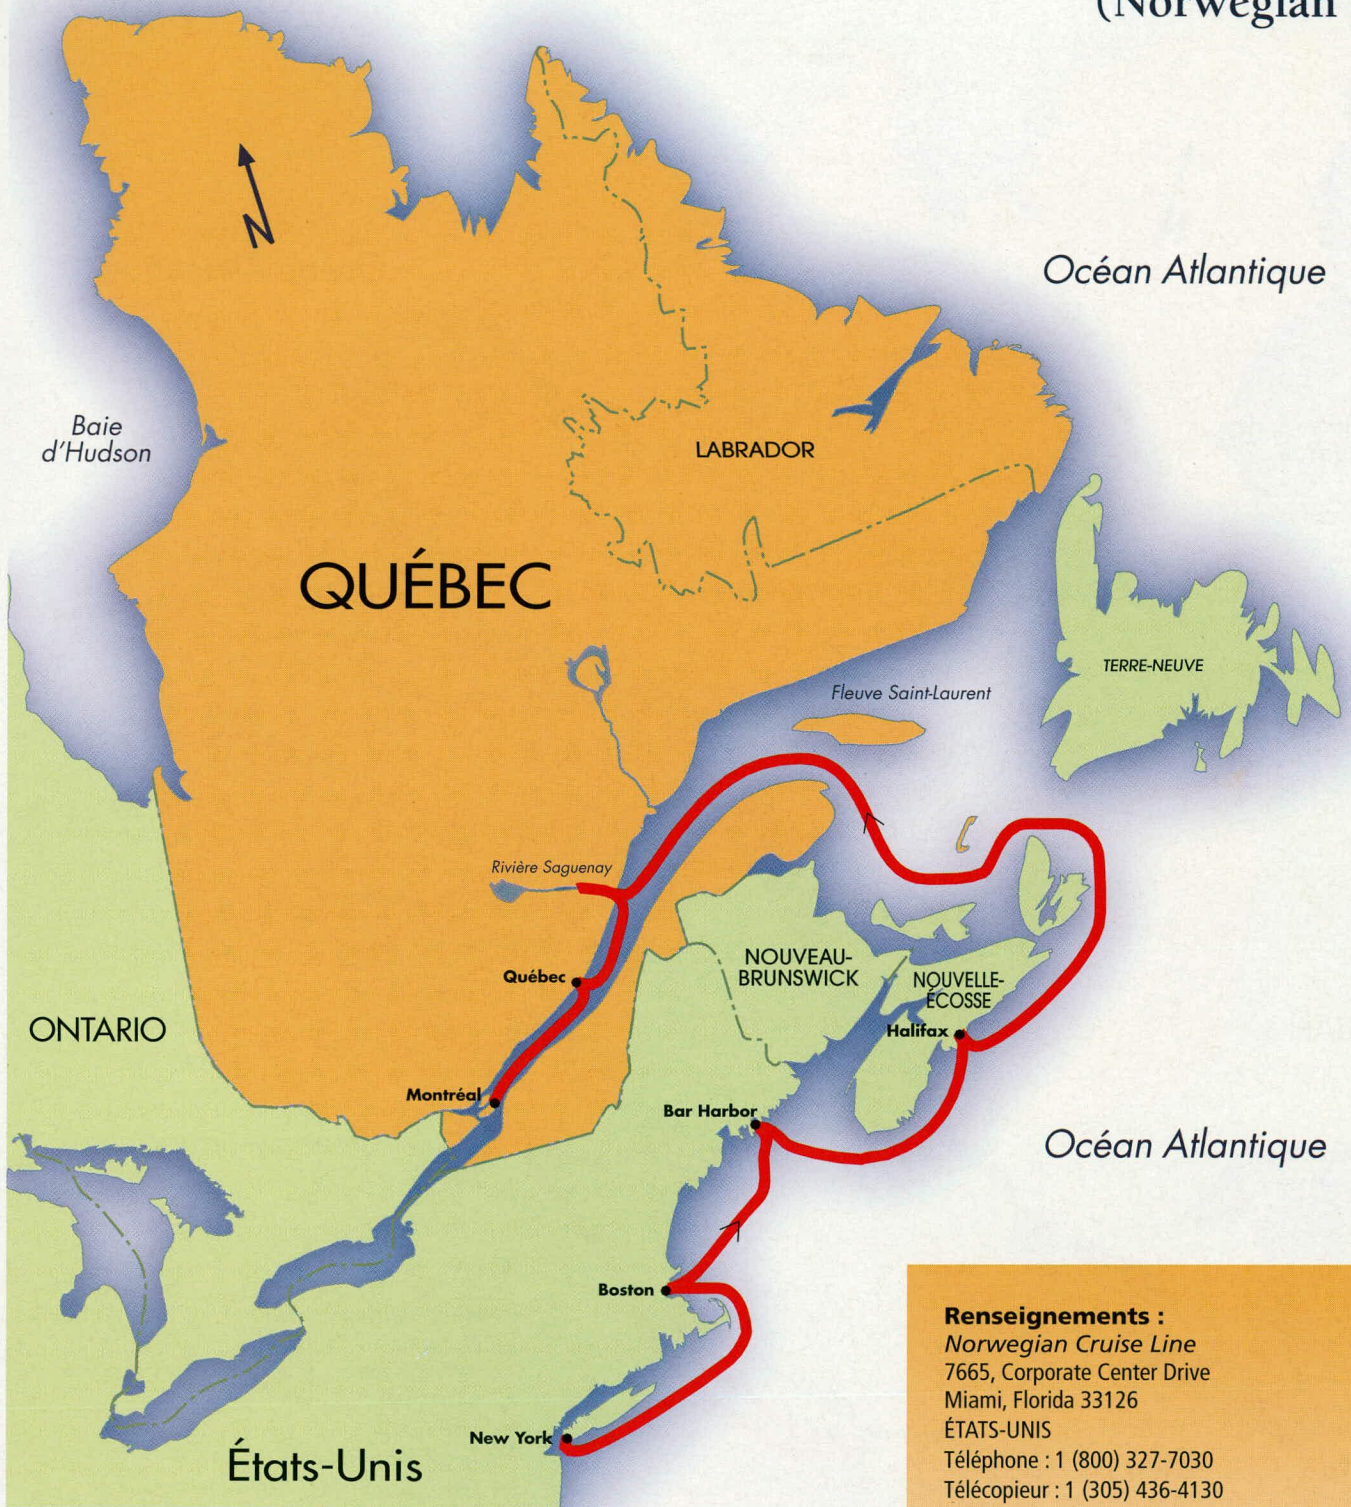 (Norwegian
N
Océan Atlantique
Baie
d'Hudson
LABRADOR
QUÉBEC
TERRE-NEUVE
Fleuve Saint-Laurent
Rivière Saguenay
NOUVEAU-
BRUNSWICK
Québec
NOUVELLE-
ÉCOSSE
ONTARIO
Halifax
Montréal
Bar Harbor
Océan Atlantique
Boston
New York
États-Unis
Renseignements :
Norwegian Cruise Line
7665, Corporate Center Drive
Miami, Florida 33126
ÉTATS-UNIS
Téléphone : 1 (800) 327-7030
Télécopieur : 1 (305) 436-4130